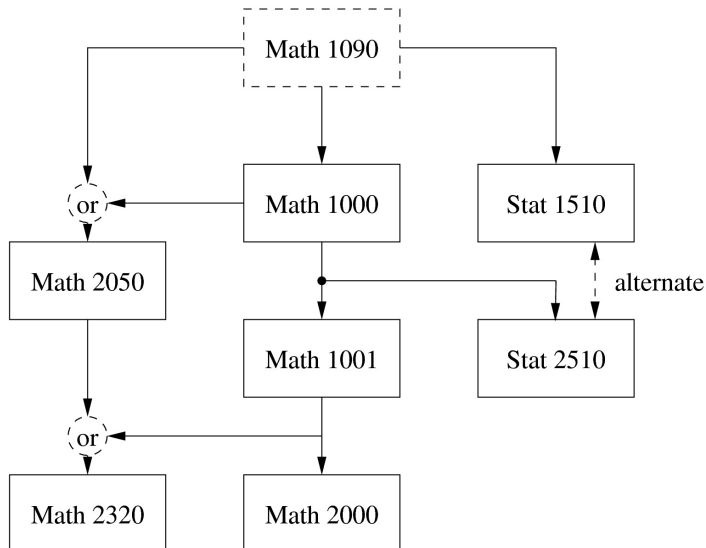 Math 1090
or
Math 1000
Stat 1510
Math 2050
alternate
Math 1001
Stat 2510
or
Math 2320
Math 2000